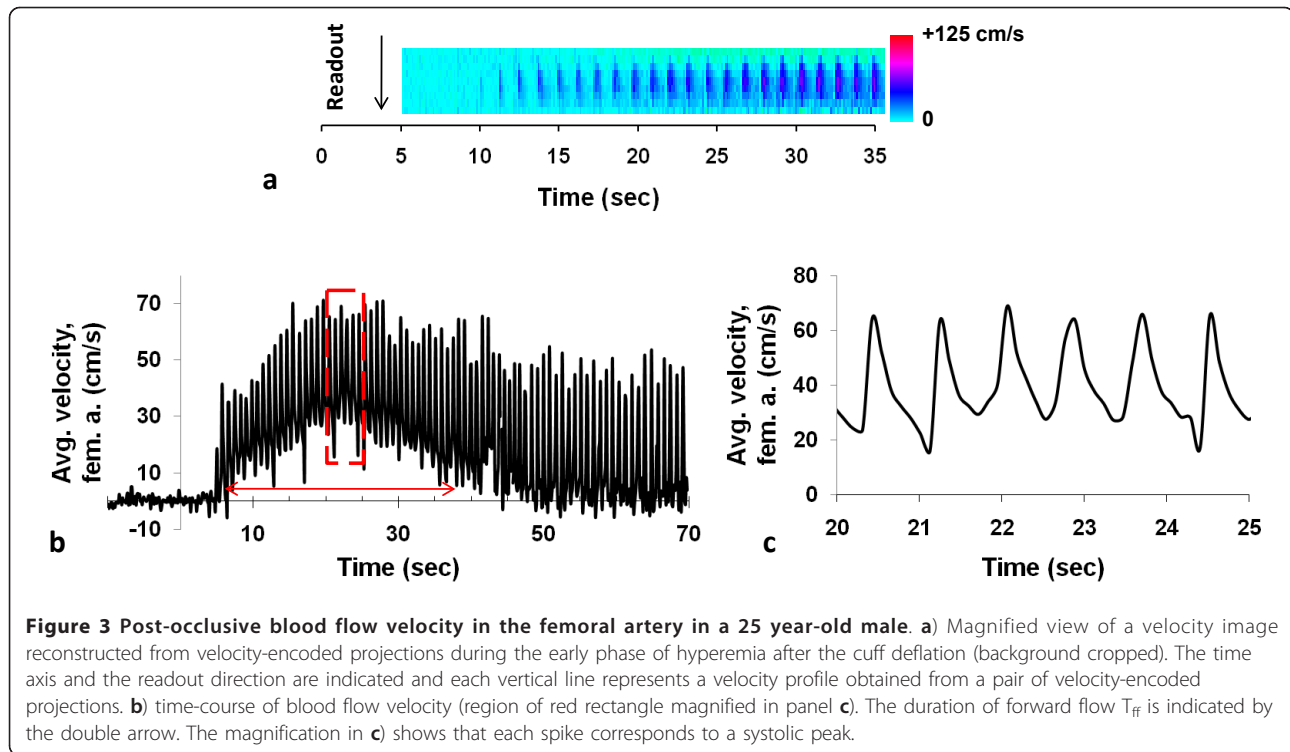 Readout
+125 cm/s
0
0 5 10 15 20 25 30 35
a
Time (sec)
Avg. velocity,
fem. a. (cm/s)
70
50
30
10
-10
10 30 50 70
b
Time (sec)
Avg. velocity,
fem. a. (cm/s)
80
60
40
20
0
20 21 22 23 24 25
c
Time (sec)
Figure 3 Post-occlusive blood flow velocity in the femoral artery in a 25 year-old male. a) Magnified view of a velocity image
reconstructed from velocity-encoded projections during the early phase of hyperemia after the cuff deflation (background cropped). The time
axis and the readout direction are indicated and each vertical line represents a velocity profile obtained from a pair of velocity-encoded
projections. b) time-course of blood flow velocity (region of red rectangle magnified in panel c). The duration of forward flow Tff is indicated by
the double arrow. The magnification in c) shows that each spike corresponds to a systolic peak.